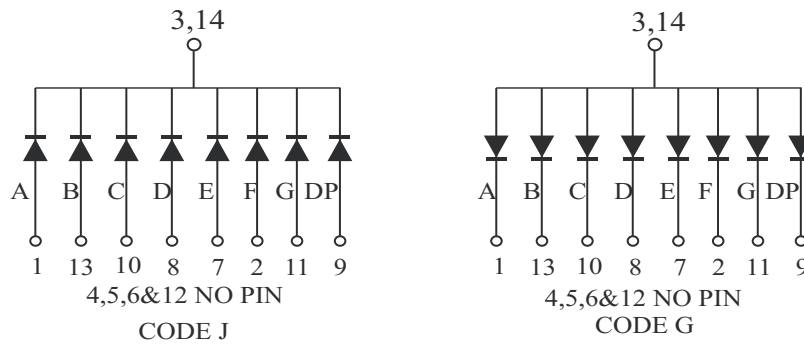 3,14
A B C D E F G DP
1 13 10 8 7 2 11 9
4,5,6&12 NO PIN
CODE J
3,14
A B C D E F G DP
1 13 10 8 7 2 11 9
4,5,6&12 NO PIN
CODE G